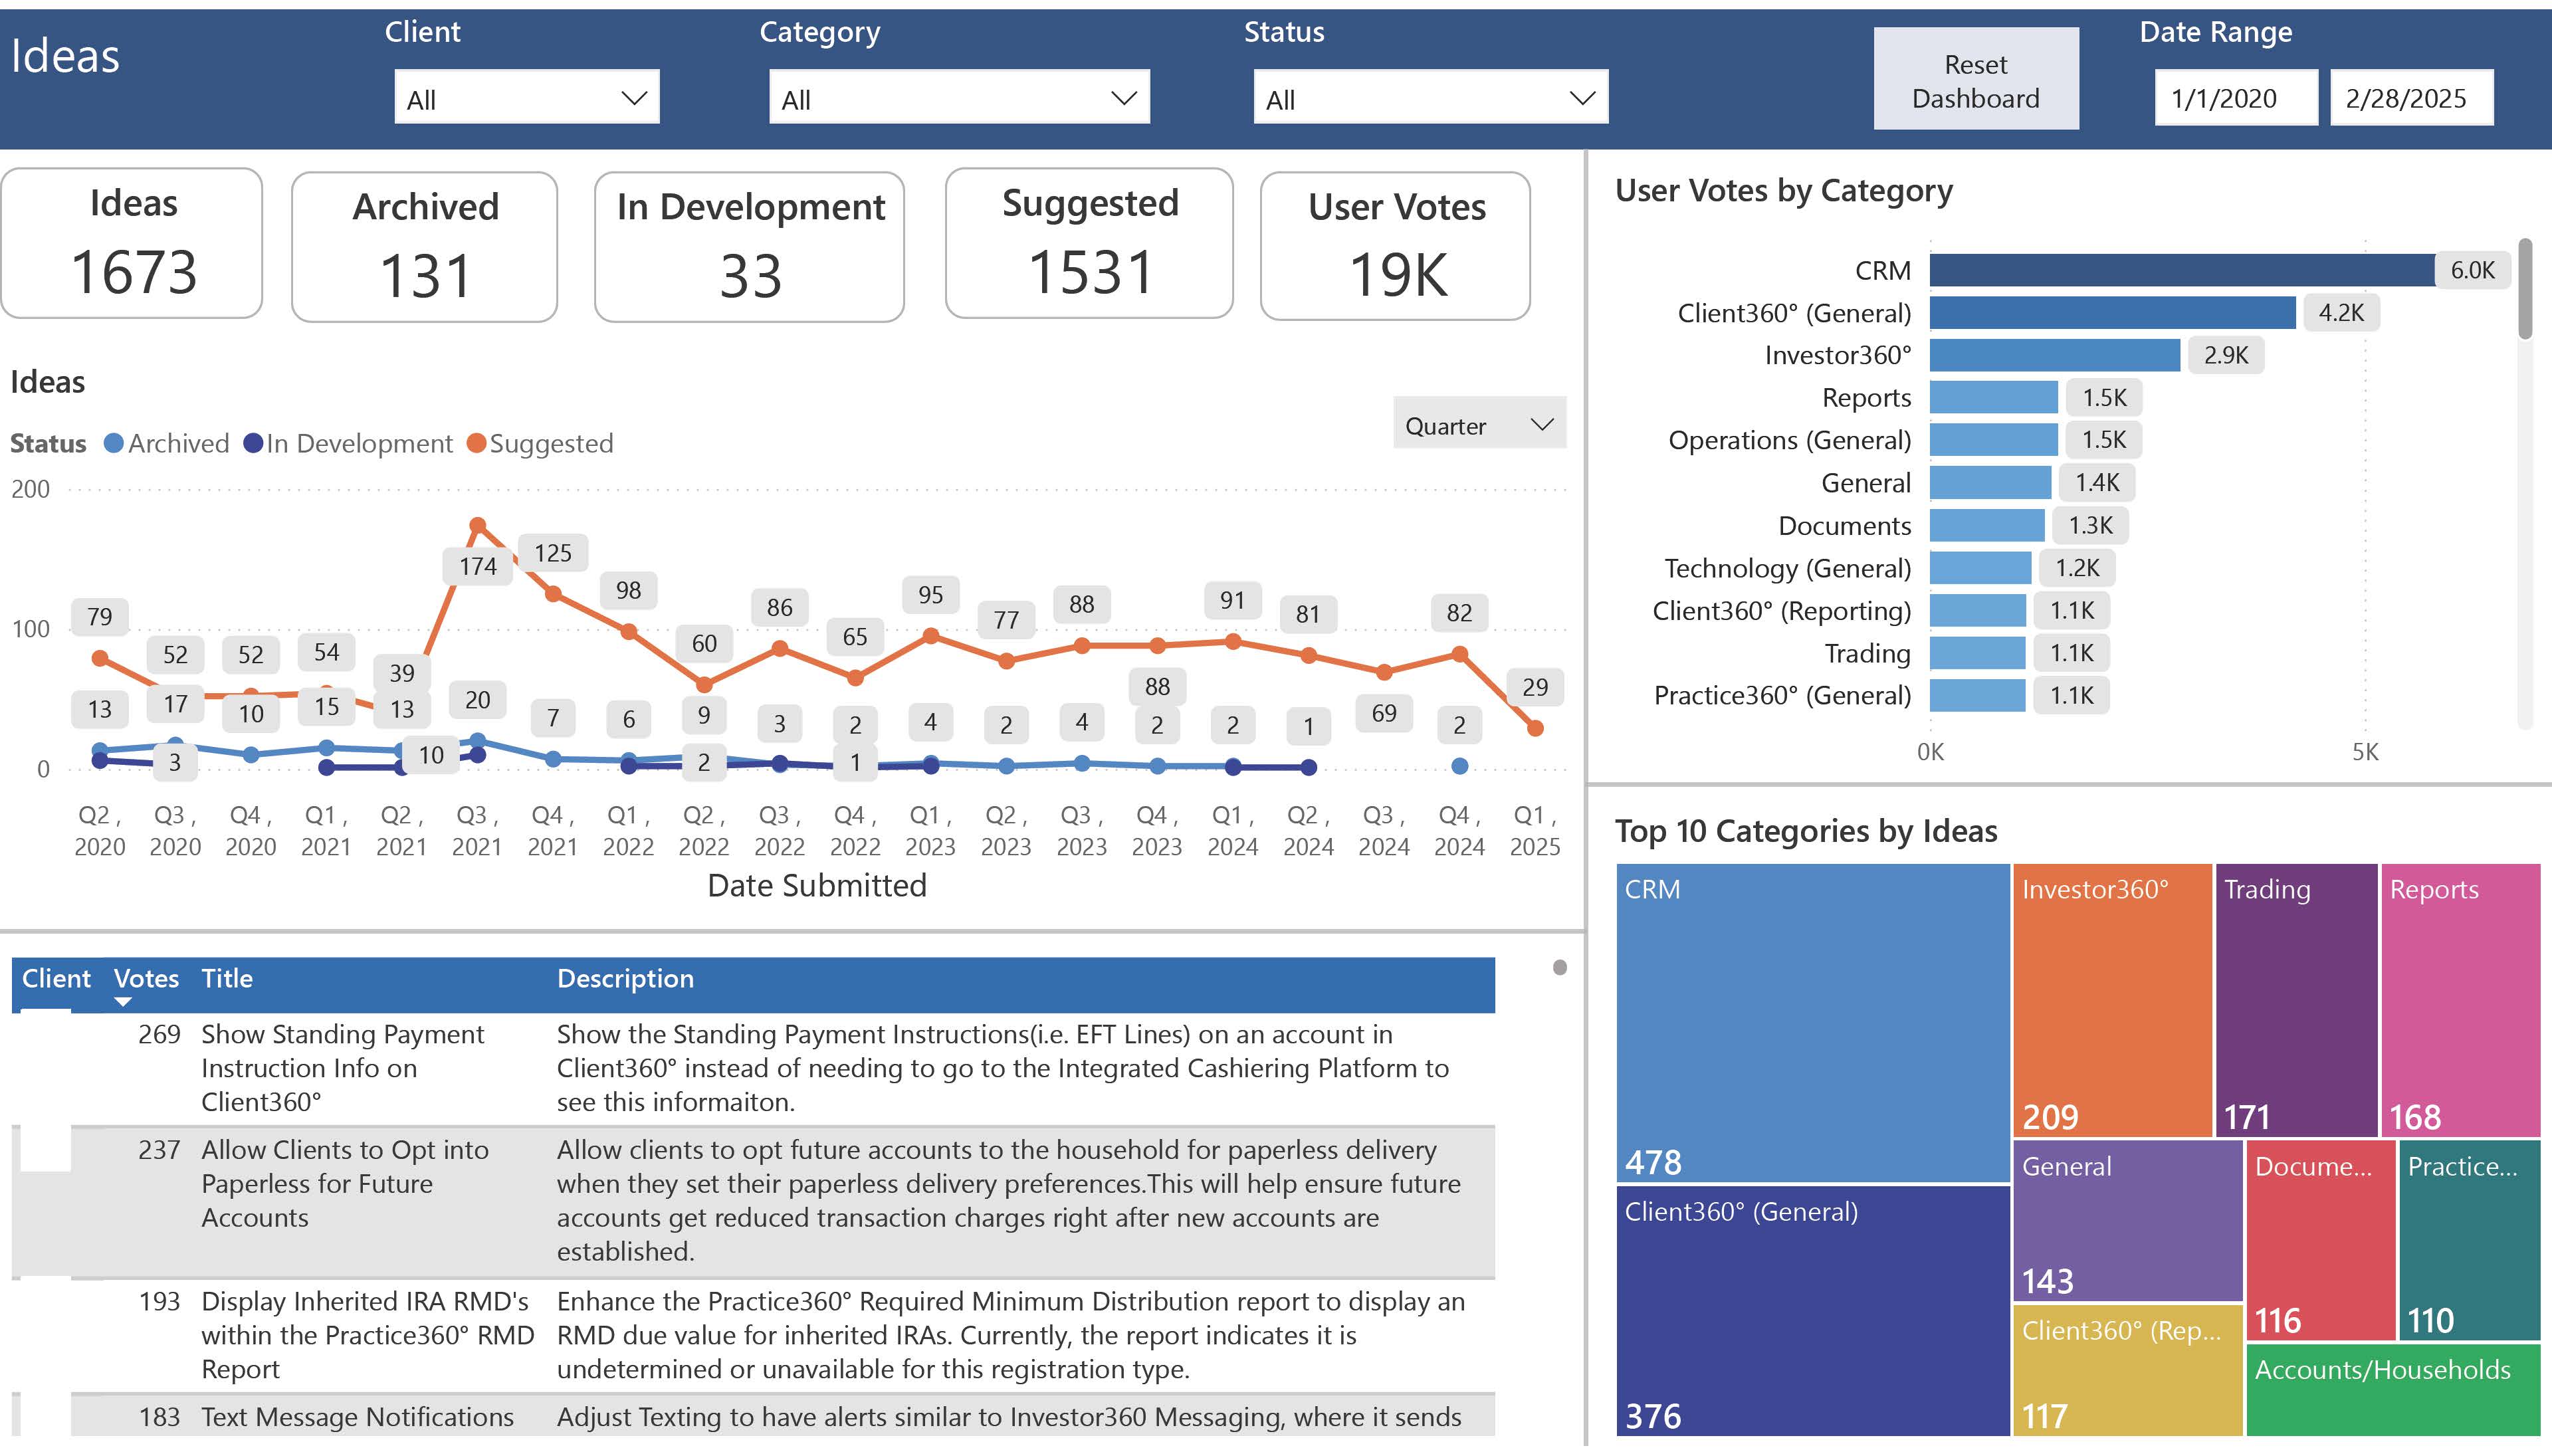 Ideas
Client
All
Category
All
Status
All
Reset
Dashboard
Date Range
1/1/2020
2/28/2025
Ideas
1673
Archived
131
In Development
33
Suggested
1531
User Votes
19K
Ideas
Quarter
Status Archived In Development Suggested
200
100
0
79
52
52
54
39
174
125
98
60
86
65
95
77
88
88
91
81
69
82
29
13
17
10
15
13
20
7
6
9
3
2
4
2
4
2
2
1
2
3
10
2
1
Q2 , 2020
Q3 , 2020
Q4 , 2020
Q1 , 2021
Q2 , 2021
Q3 , 2021
Q4 , 2021
Q1 , 2022
Q2 , 2022
Q3 , 2022
Q4 , 2022
Q1 , 2023
Q2 , 2023
Q3 , 2023
Q4 , 2023
Q1 , 2024
Q2 , 2024
Q3 , 2024
Q4 , 2024
Q1 , 2025
Date Submitted
Client Votes Title Description
269
Show Standing Payment
Instruction Info on
Client360°
Show the Standing Payment Instructions(i.e. EFT Lines) on an account in
Client360° instead of needing to go to the Integrated Cashiering Platform to
see this informaiton.
237
Allow Clients to Opt into
Paperless for Future
Accounts
Allow clients to opt future accounts to the household for paperless delivery
when they set their paperless delivery preferences.This will help ensure future
accounts get reduced transaction charges right after new accounts are
established.
193
Display Inherited IRA RMD's
within the Practice360° RMD
Report
Enhance the Practice360° Required Minimum Distribution report to display an
RMD due value for inherited IRAs. Currently, the report indicates it is
undetermined or unavailable for this registration type.
183
Text Message Notifications
Adjust Texting to have alerts similar to Investor360 Messaging, where it sends
User Votes by Category
CRM 6.0K
Client360° (General) 4.2K
Investor360° 2.9K
Reports 1.5K
Operations (General) 1.5K
General 1.4K
Documents 1.3K
Technology (General) 1.2K
Client360° (Reporting) 1.1K
Trading 1.1K
Practice360° (General) 1.1K
0K 5K
Top 10 Categories by Ideas
CRM
478
Client360° (General)
376
Investor360°
209
Trading
171
Reports
168
General
143
Client360° (Rep...
117
Docume...
116
Practice...
110
Accounts/Households